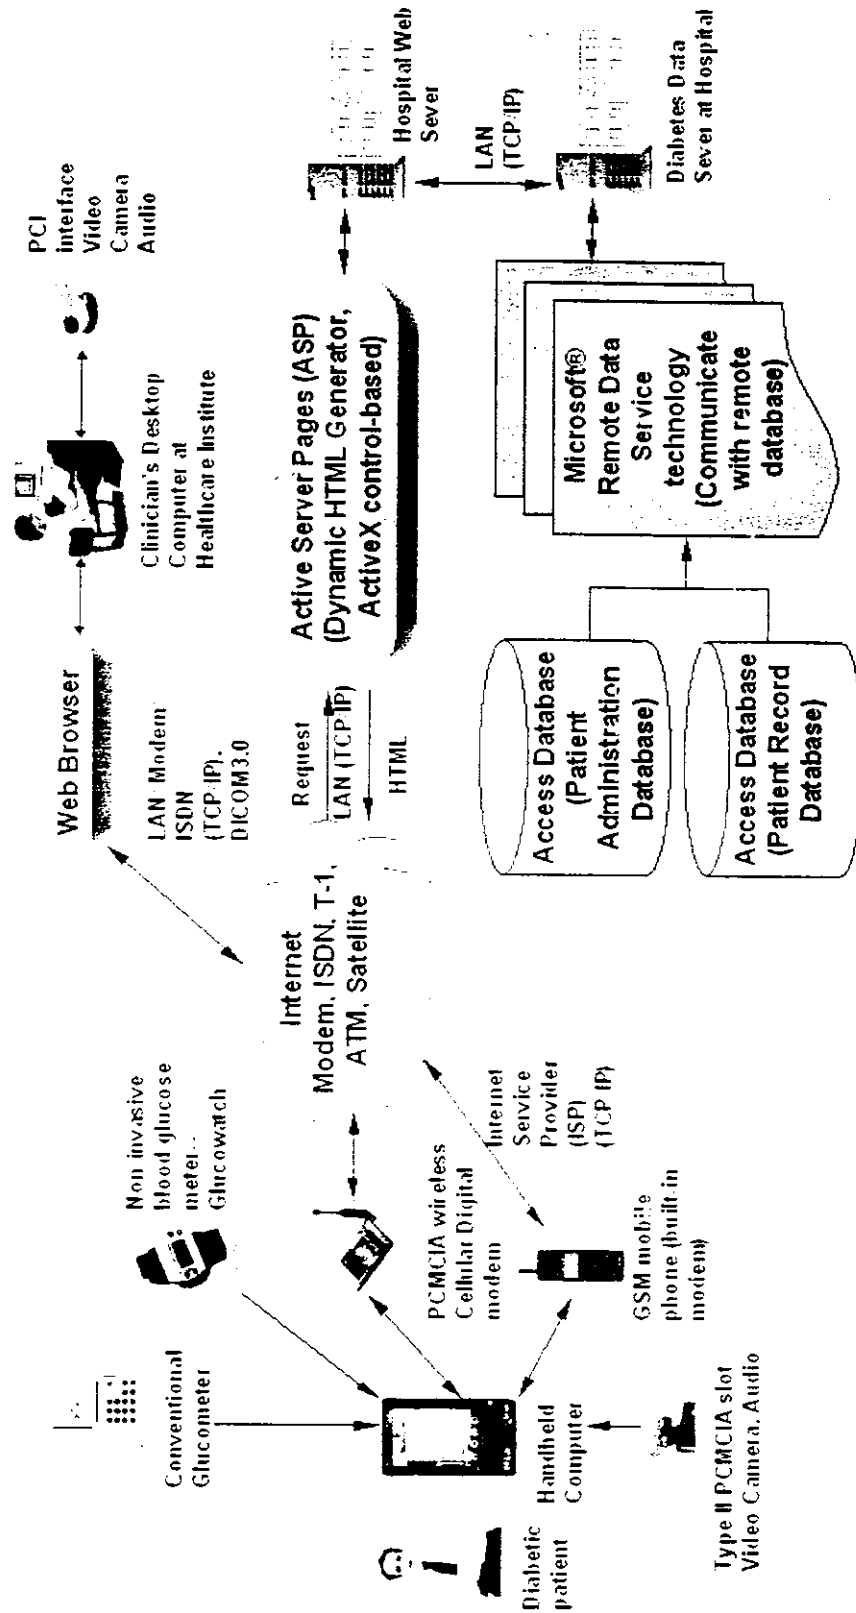 Conventional
Glucometer
Non invasive
blood glucose
meter--
Glucowatch
Diabetic
patient
Handheld
Computer
Type II PCMCIA slot
Video Camera, Audio
PCMCIA wireless
Cellular Digital
modem
GSM mobile
phone (built-in
modem)
Internet
Service
Provider
(ISP)
(TCP/IP)
Internet
Modem, ISDN, T-1,
ATM, Satellite
Web Browser
LAN/Modem
ISDN
(TCP/IP),
DICOM3.0
Clinician's Desktop
Computer at
Healthcare Institute
PCI
interface
Video
Camera
Audio
Request
LAN (TCP/IP)
HTML
Active Server Pages (ASP)
(Dynamic HTML Generator,
ActiveX control-based)
Hospital Web
Sever
LAN
(TCP/IP)
Diabetes Data
Sever at Hospital
Microsoft®
Remote Data
Service
technology
(Communicate
with remote
database)
Access Database
(Patient
Administration
Database)
Access Database
(Patient Record
Database)